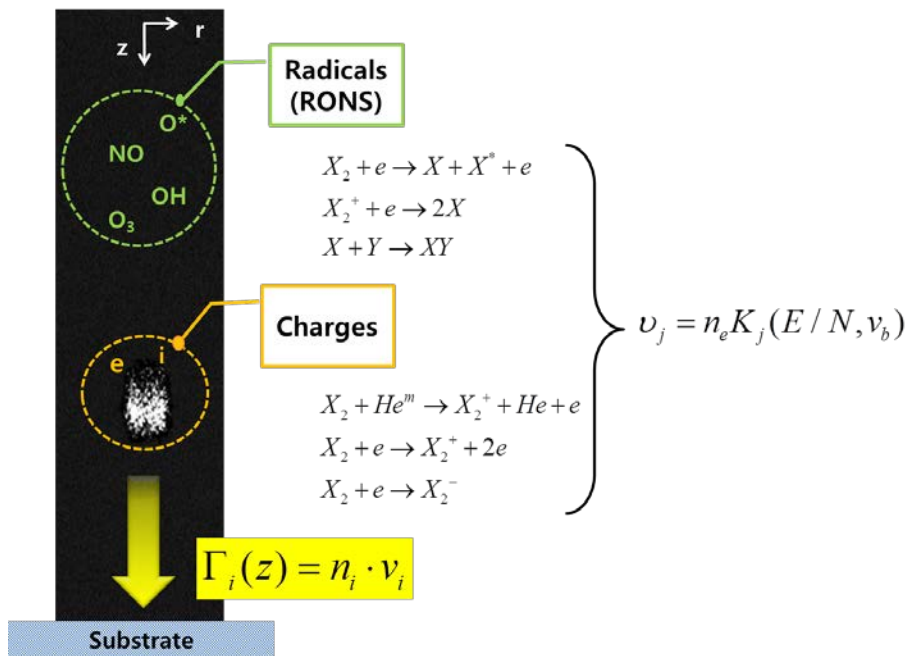 r
z
Radicals
(RONS)
O*
NO
OH
O₃
X₂ + e → X + X* + e
X₂⁺ + e → 2X
X + Y → XY
υⱼ = nₑKⱼ(E / N, v_b)
Charges
e
i
X₂ + Heᵐ → X₂⁺ + He + e
X₂ + e → X₂⁺ + 2e
X₂ + e → X₂⁻
Γᵢ(z) = nᵢ · vᵢ
Substrate